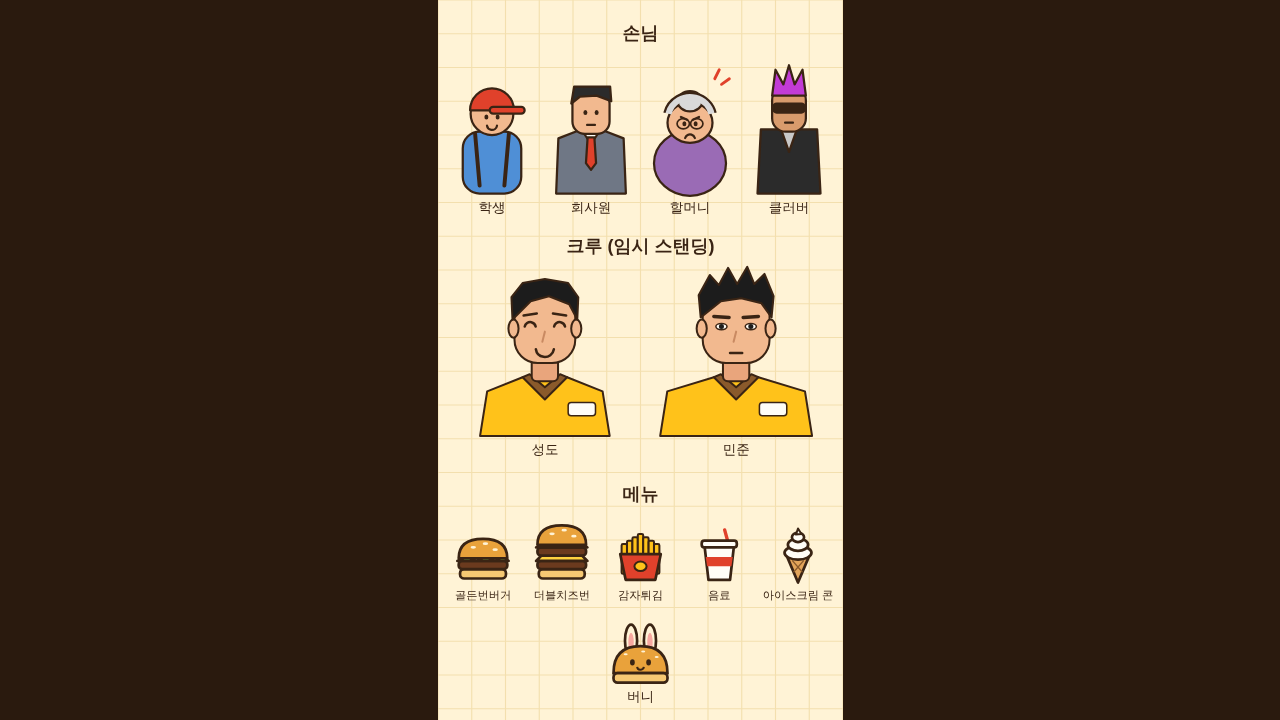 손님
학생 회사원 할머니 클러버
크루 (임시 스탠딩)
성도 민준
메뉴
골든번버거 더블치즈번 감자튀김 음료 아이스크림 콘
버니